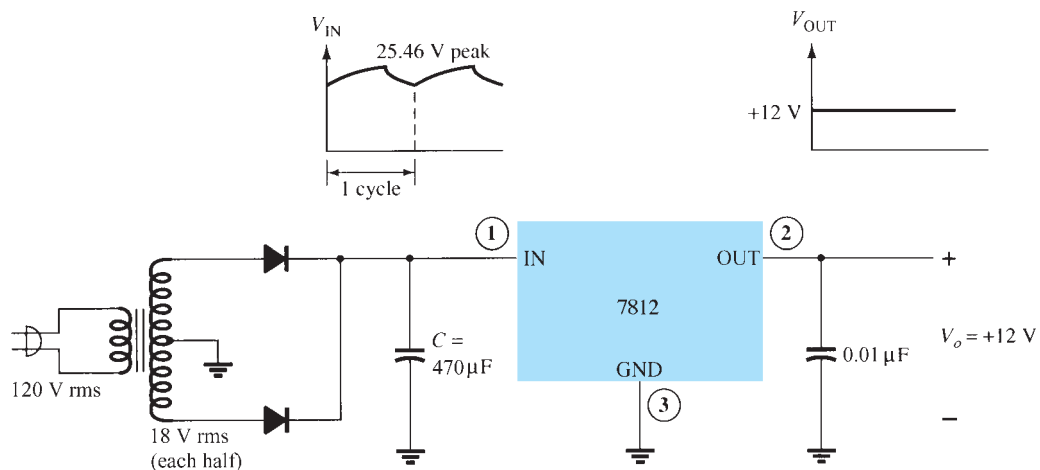 V_IN
25.46 V peak
1 cycle
V_OUT
+12 V
1
IN
2
OUT
7812
GND
3
120 V rms
18 V rms
(each half)
C =
470 µF
0.01 µF
+
V_o = +12 V
−